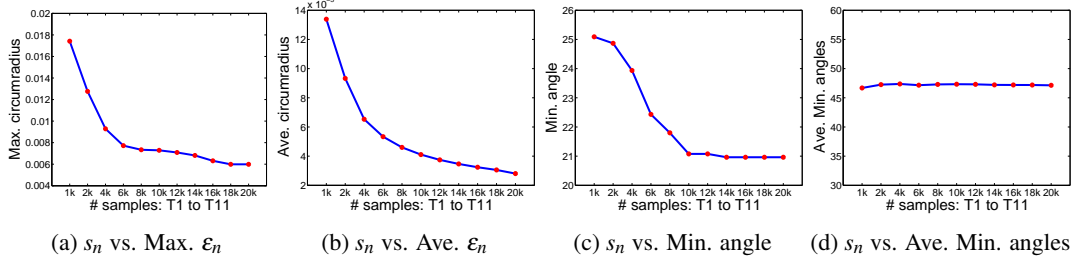 0.02
0.018
0.016
0.014
0.012
0.01
0.008
0.006
0.004
Max. circumradius
1k 2k 4k 6k 8k 10k 12k 14k 16k 18k 20k
# samples: T1 to T11
(a) sₙ vs. Max. εₙ
14
12
10
8
6
4
2
Ave. circumradius
1k 2k 4k 6k 8k 10k 12k 14k 16k 18k 20k
# samples: T1 to T11
(b) sₙ vs. Ave. εₙ
26
25
24
23
22
21
20
Min. angle
1k 2k 4k 6k 8k 10k 12k 14k 16k 18k 20k
# samples: T1 to T11
(c) sₙ vs. Min. angle
60
55
50
45
40
35
30
Ave. Min. angles
1k 2k 4k 6k 8k 10k 12k 14k 16k 18k 20k
# samples: T1 to T11
(d) sₙ vs. Ave. Min. angles